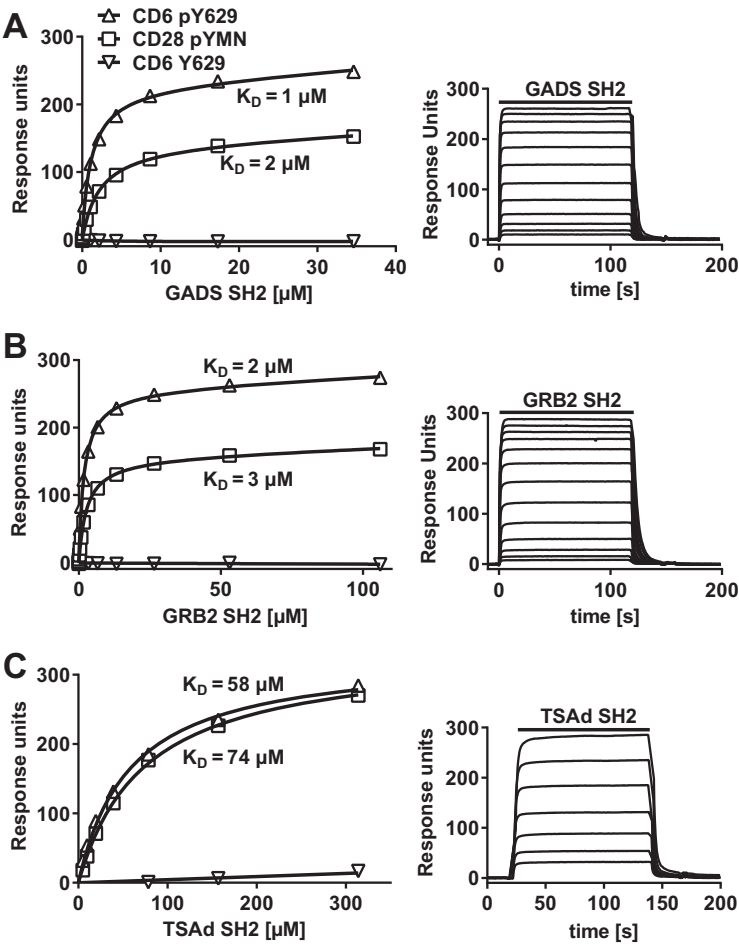 A
CD6 pY629
CD28 pYMN
CD6 Y629
Response units
300
200
100
0
K_D = 1 µM
K_D = 2 µM
0 10 20 30 40
GADS SH2 [µM]
Response Units
300
200
100
0
GADS SH2
0 100 200
time [s]
B
Response units
300
200
100
0
K_D = 2 µM
K_D = 3 µM
0 50 100
GRB2 SH2 [µM]
Response Units
300
200
100
0
GRB2 SH2
0 100 200
time [s]
C
Response units
300
200
100
0
K_D = 58 µM
K_D = 74 µM
0 100 200 300
TSAd SH2 [µM]
Response Units
300
200
100
0
TSAd SH2
0 50 100 150 200
time [s]